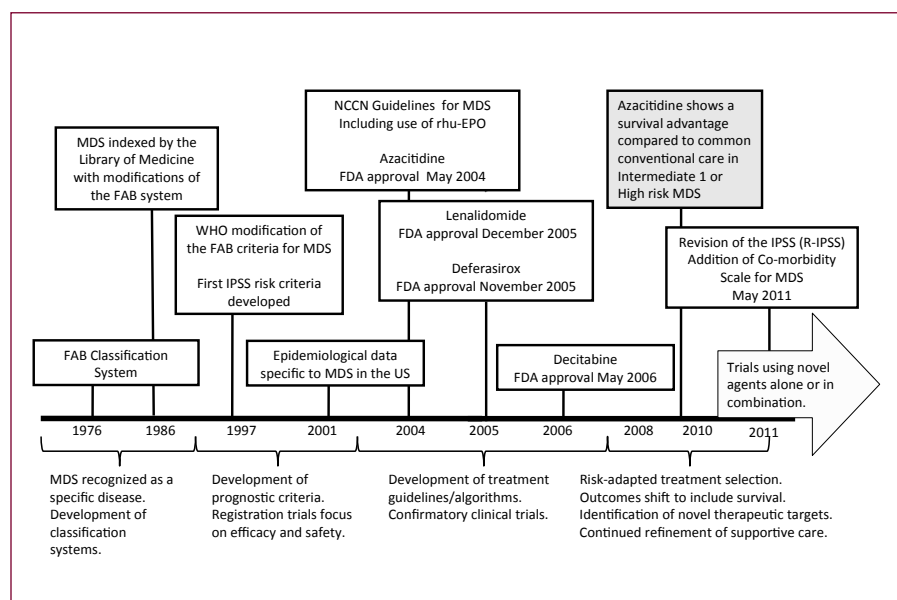 NCCN Guidelines for MDS
Including use of rhu-EPO
Azacitidine
FDA approval May 2004
Azacitidine shows a
survival advantage
compared to common
conventional care in
Intermediate 1 or
High risk MDS
MDS indexed by the
Library of Medicine
with modifications of
the FAB system
WHO modification of
the FAB criteria for MDS
First IPSS risk criteria
developed
Lenalidomide
FDA approval December 2005
Deferasirox
FDA approval November 2005
Revision of the IPSS (R-IPSS)
Addition of Co-morbidity
Scale for MDS
May 2011
FAB Classification
System
Epidemiological data
specific to MDS in the US
Decitabine
FDA approval May 2006
Trials using novel
agents alone or in
combination.
1976 1986 1997 2001 2004 2005 2006 2008 2010 2011
MDS recognized as a
specific disease.
Development of
classification
systems.
Development of
prognostic criteria.
Registration trials focus
on efficacy and safety.
Development of treatment
guidelines/algorithms.
Confirmatory clinical trials.
Risk-adapted treatment selection.
Outcomes shift to include survival.
Identification of novel therapeutic targets.
Continued refinement of supportive care.